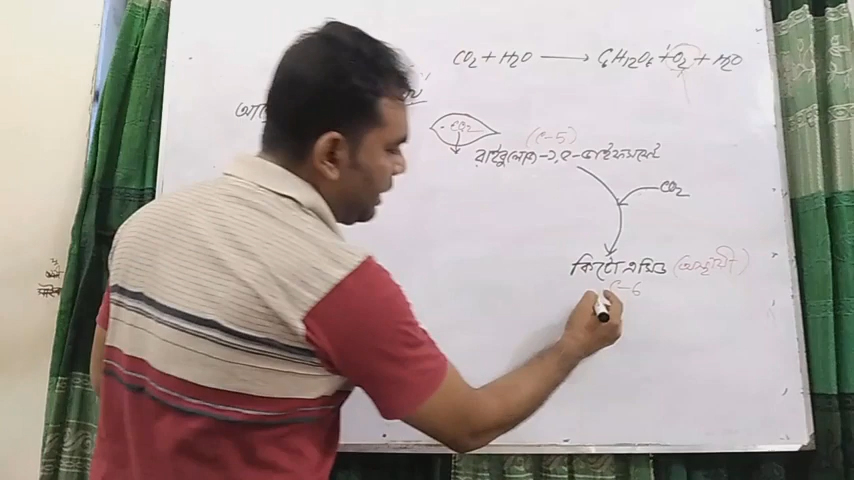 CO₂ + H₂O ⟶ C₆H₁₂O₆ + O₂ + H₂O
CO₂
(C-5)
রাইবুলোজ-১,৫-ডাইফসফেট
CO₂
কিটো এসিড (অস্থায়ী)
C-6